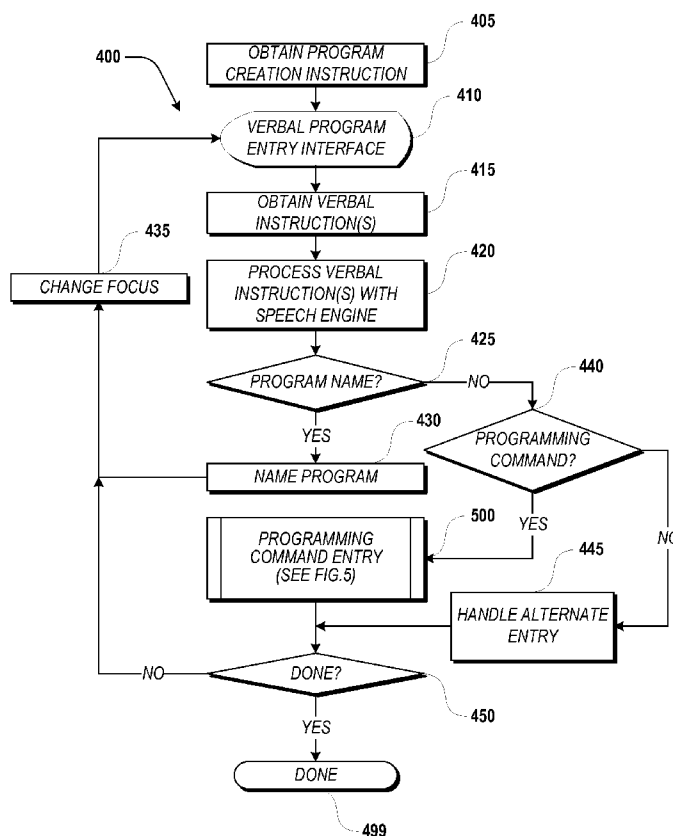 405
400
OBTAIN PROGRAM
CREATION INSTRUCTION
410
VERBAL PROGRAM
ENTRY INTERFACE
415
OBTAIN VERBAL
INSTRUCTION(S)
435
420
CHANGE FOCUS
PROCESS VERBAL
INSTRUCTION(S) WITH
SPEECH ENGINE
425
PROGRAM NAME?
NO
440
YES
430
PROGRAMMING
COMMAND?
NAME PROGRAM
YES
NO
500
PROGRAMMING
COMMAND ENTRY
(SEE FIG.5)
445
HANDLE ALTERNATE
ENTRY
NO
DONE?
450
YES
DONE
499